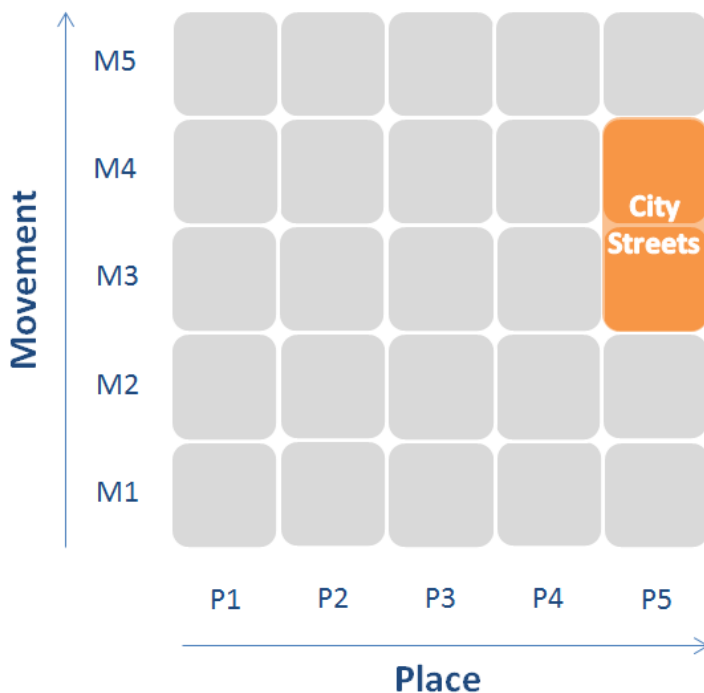 M5
M4
City
Movement
Streets
M3
M2
M1
P1 P2 P3 P4 P5
Place